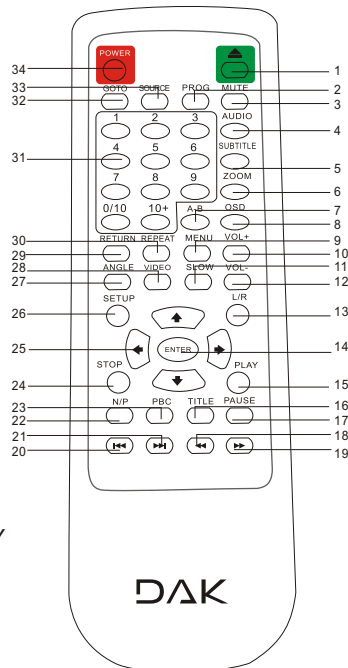 POWER
34
1
33
2
GOTO SOURCE PROG MUTE
32
3
1 2 3 AUDIO
4
4 5 6 SUBTITLE
31
5
7 8 9 ZOOM
6
0/10 10+ A-B OSD
7
8
30
9
RETURN REPEAT MENU VOL+
29
10
28
11
ANGLE VIDEO SLOW VOL-
27
12
SETUP L/R
26
13
25
ENTER
14
STOP PLAY
24
15
23
16
N/P PBC TITLE PAUSE
22
17
21
18
20
19
DAK